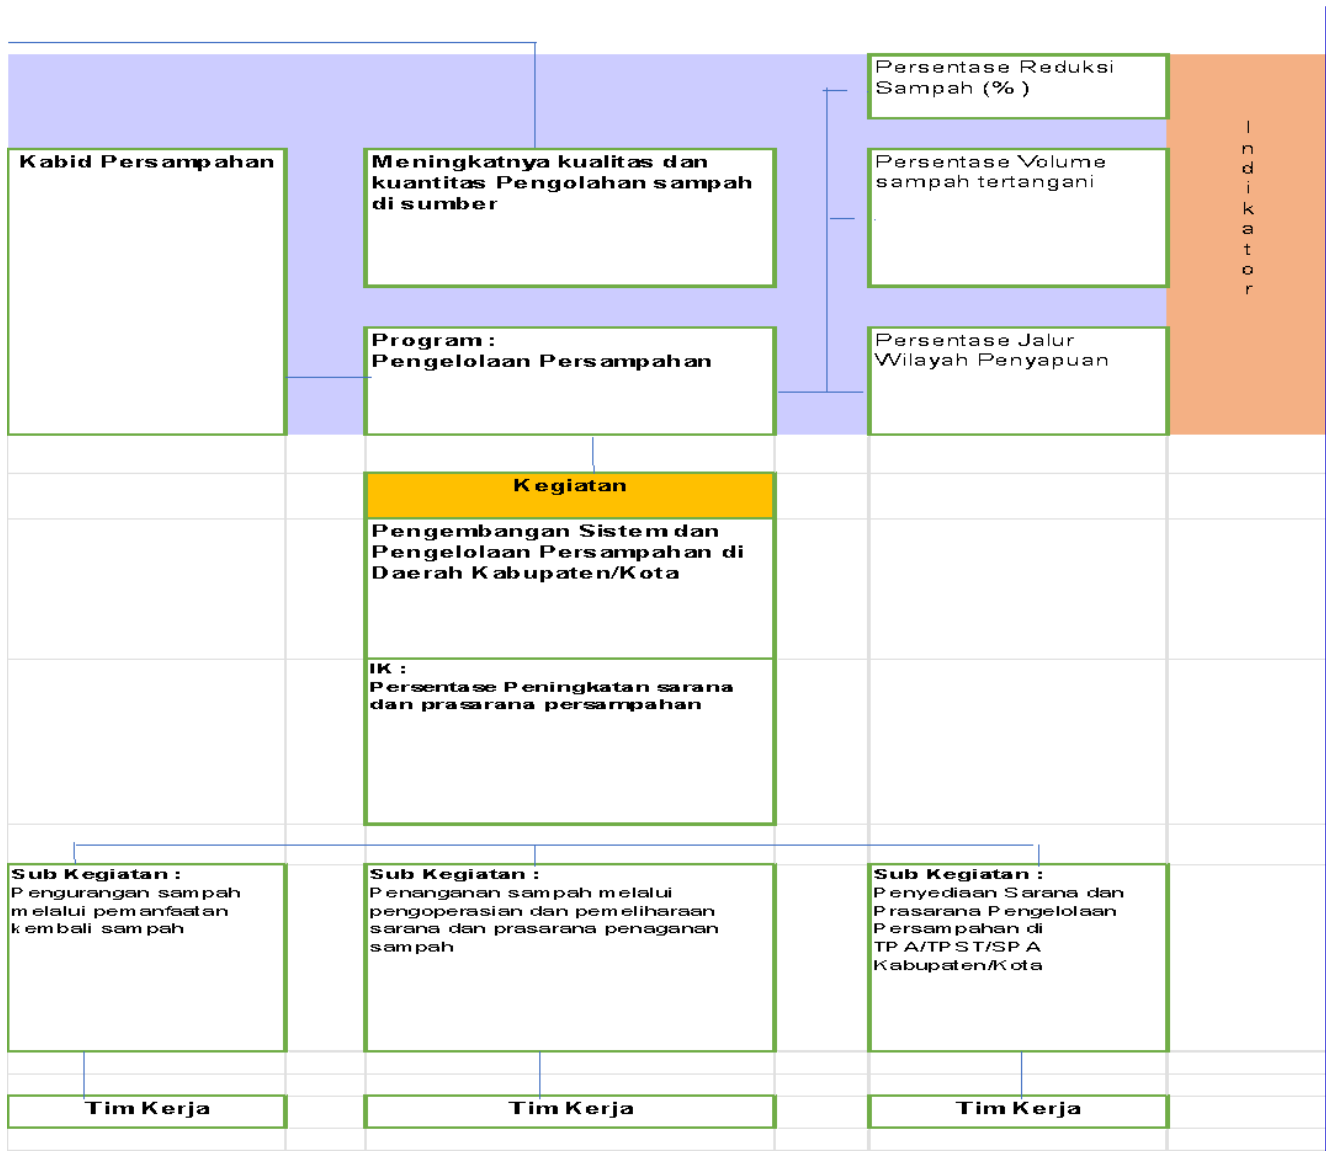 Persentase Reduksi
Sampah (%)
Indikator
Kabid Persampahan
Meningkatnya kualitas dan
kuantitas Pengolahan sampah
di sumber
Persentase Volume
sampah tertangani
Program :
Pengelolaan Persampahan
Persentase Jalur
Wilayah Penyapuan
Kegiatan
Pengembangan Sistem dan
Pengelolaan Persampahan di
Daerah Kabupaten/Kota
IK :
Persentase Peningkatan sarana
dan prasarana persampahan
Sub Kegiatan :
Pengurangan sampah
melalui pemanfaatan
kembali sampah
Sub Kegiatan :
Penanganan sampah melalui
pengoperasian dan pemeliharaan
sarana dan prasarana penaganan
sampah
Sub Kegiatan :
Penyediaan Sarana dan
Prasarana Pengelolaan
Persampahan di
TPA/TPST/SPA
Kabupaten/Kota
Tim Kerja
Tim Kerja
Tim Kerja